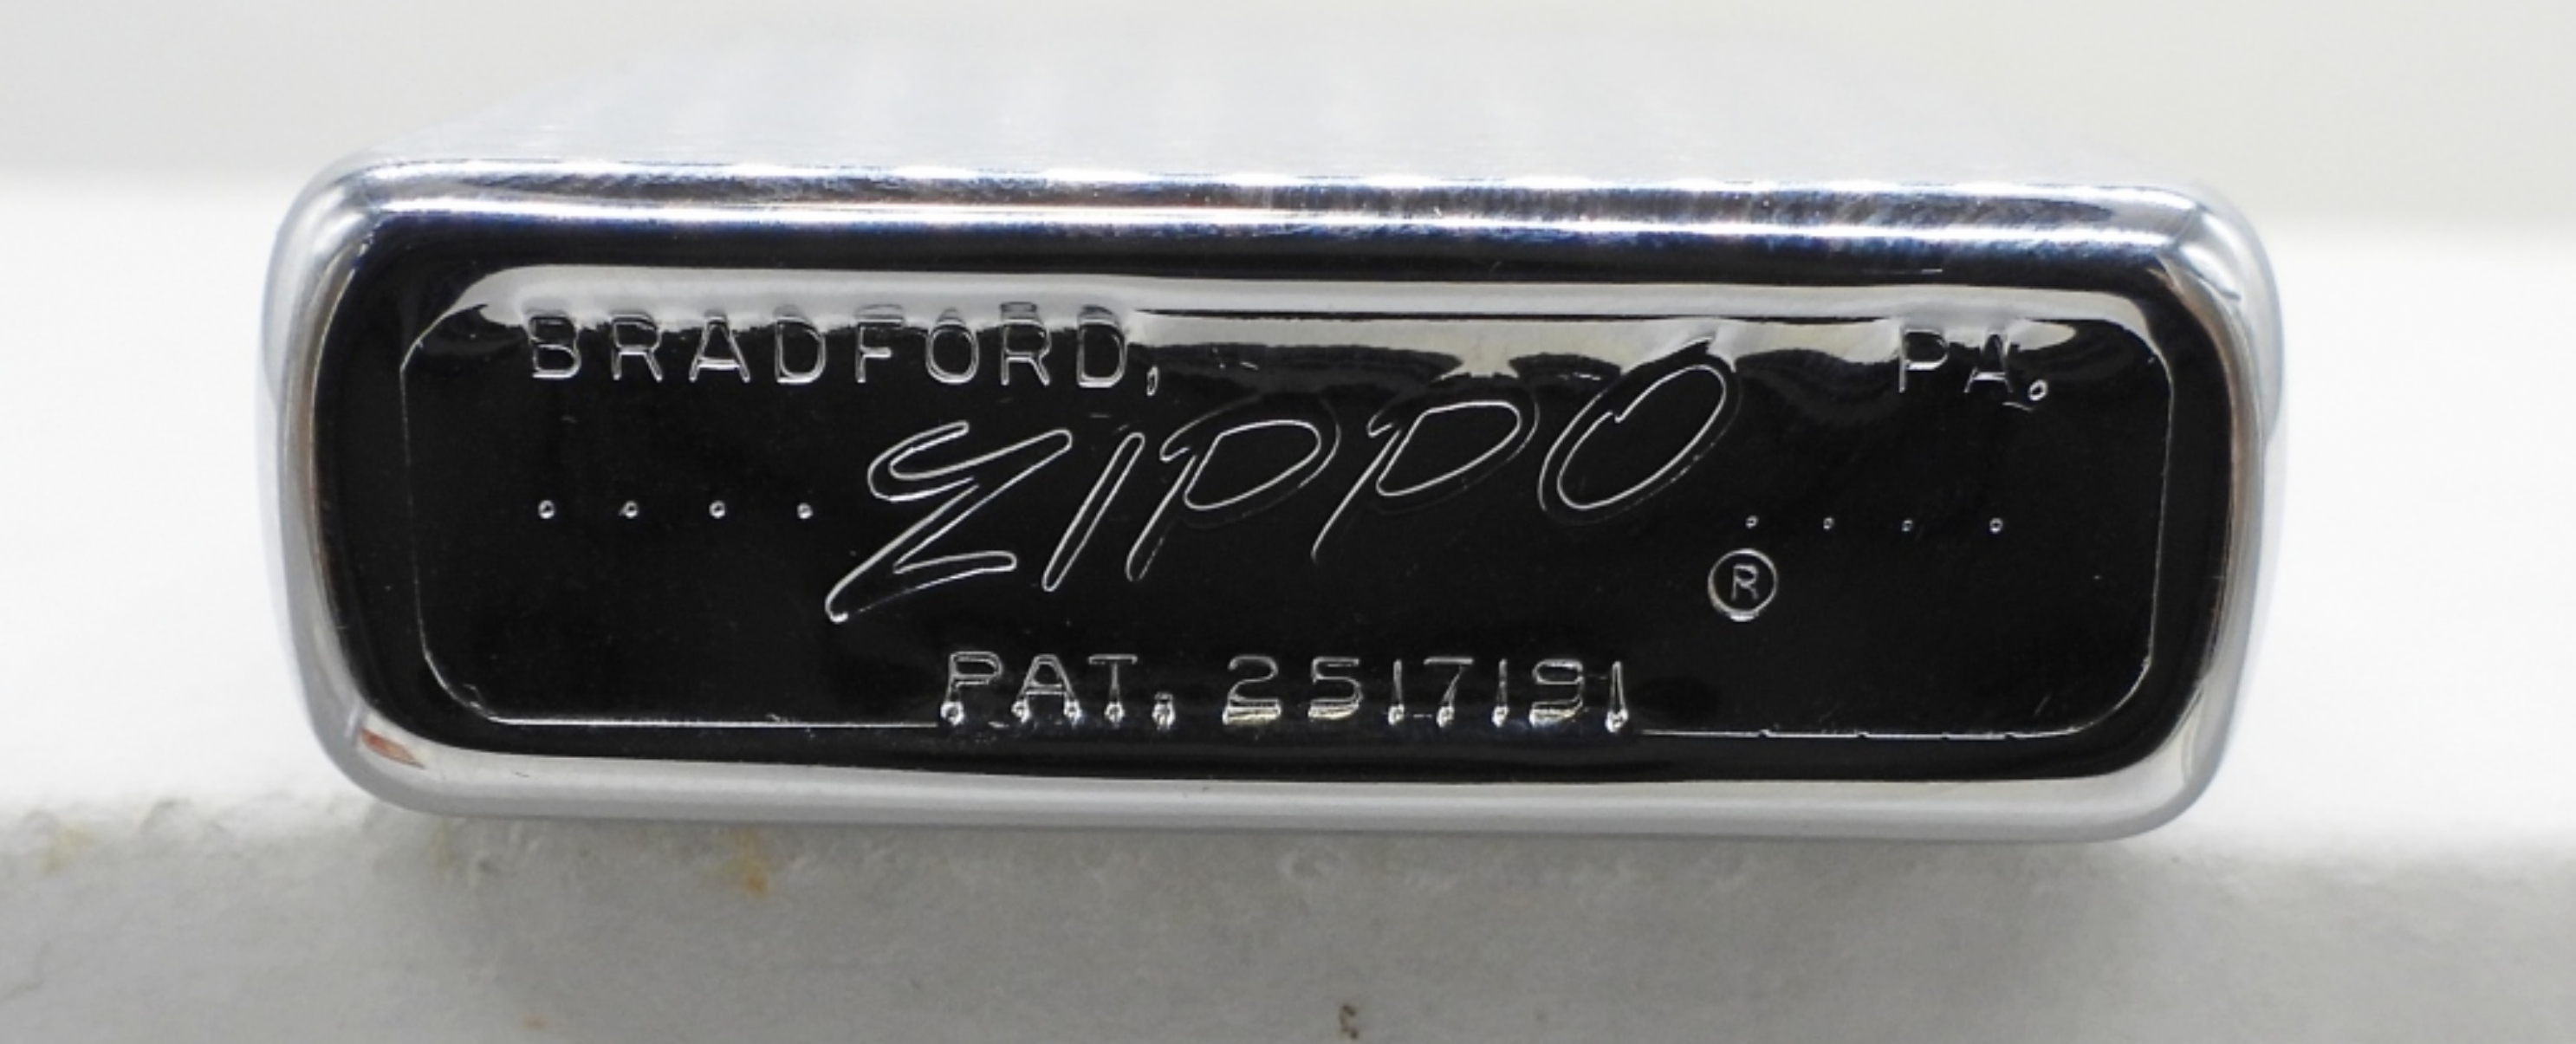 BRADFORD, PA.
.... ZIPPO ....
®
PAT. 2517191